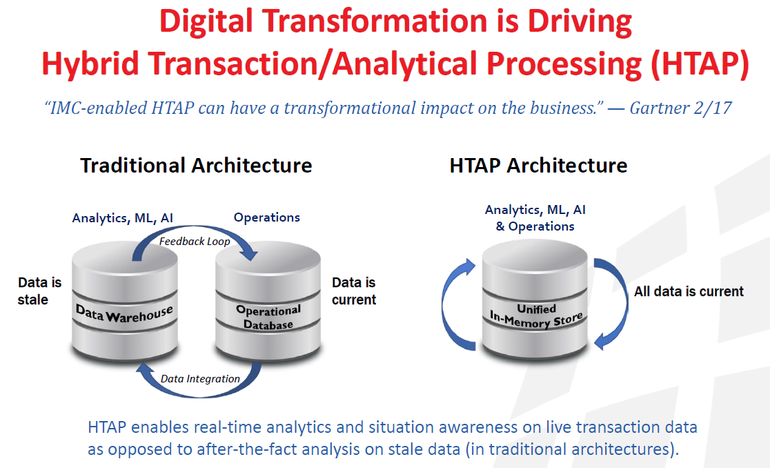 Digital Transformation is Driving
Hybrid Transaction/Analytical Processing (HTAP)
“IMC-enabled HTAP can have a transformational impact on the business.” — Gartner 2/17
Traditional Architecture
Analytics, ML, AI
Operations
Feedback Loop
Data is
stale
Data Warehouse
Operational
Database
Data is
current
Data Integration
HTAP Architecture
Analytics, ML, AI
& Operations
Unified
In-Memory Store
All data is current
HTAP enables real-time analytics and situation awareness on live transaction data
as opposed to after-the-fact analysis on stale data (in traditional architectures).